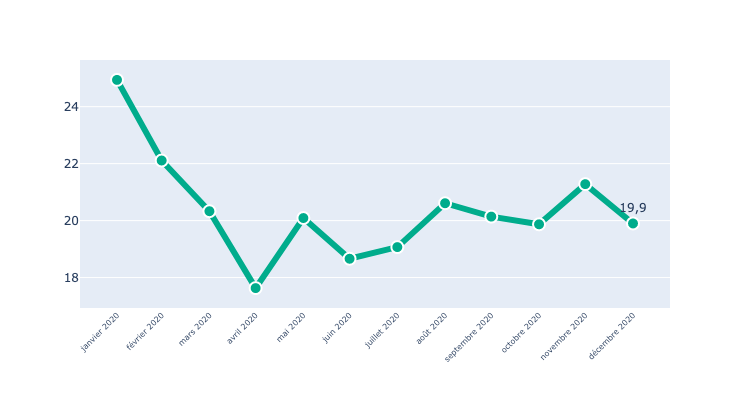 24
22
20
18
19,9
janvier 2020
février 2020
mars 2020
avril 2020
mai 2020
juin 2020
juillet 2020
août 2020
septembre 2020
octobre 2020
novembre 2020
décembre 2020